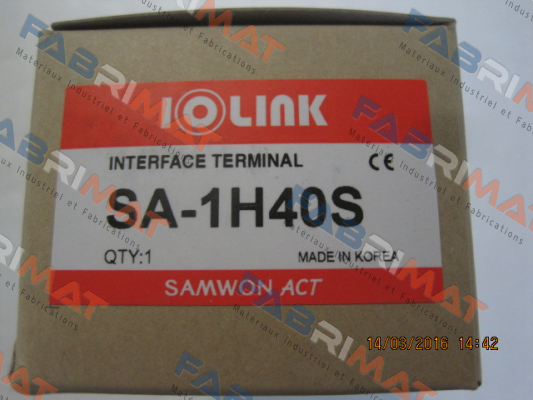 IOLINK
INTERFACE TERMINAL CE
SA-1H40S
QTY:1 MADE IN KOREA
SAMWON ACT
14/03/2016 14:42
FABRIMAT
Materiaux Industriel et Fabrications